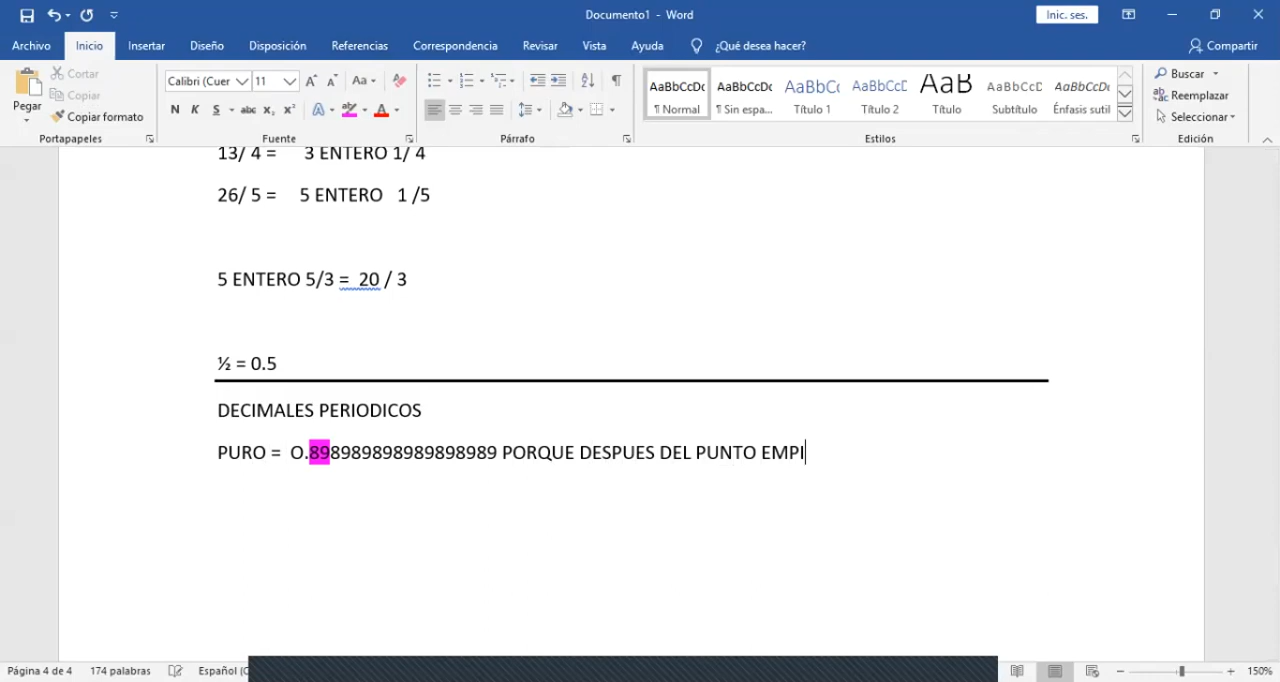 Documento1 - Word
Inic. ses.
Archivo Inicio Insertar Diseño Disposición Referencias Correspondencia Revisar Vista Ayuda ¿Qué desea hacer? Compartir
Pegar
Cortar
Copiar
Copiar formato
Portapapeles
Calibri (Cuer 11
Aa
N K S abc x₂ x²
A A
Fuente
Párrafo
AaBbCcDc AaBbCcDc AaBbCc AaBbCcD AaB AaBbCcD AaBbCcDc
¶ Normal ¶ Sin espa... Título 1 Título 2 Título Subtítulo Énfasis sutil
Estilos
Buscar
Reemplazar
Seleccionar
Edición
13/ 4 = 3 ENTERO 1/ 4
26/ 5 = 5 ENTERO 1 /5
5 ENTERO 5/3 = 20 / 3
½ = 0.5
DECIMALES PERIODICOS
PURO = O.898989898989898989 PORQUE DESPUES DEL PUNTO EMPI
Página 4 de 4 174 palabras Español (C 150%